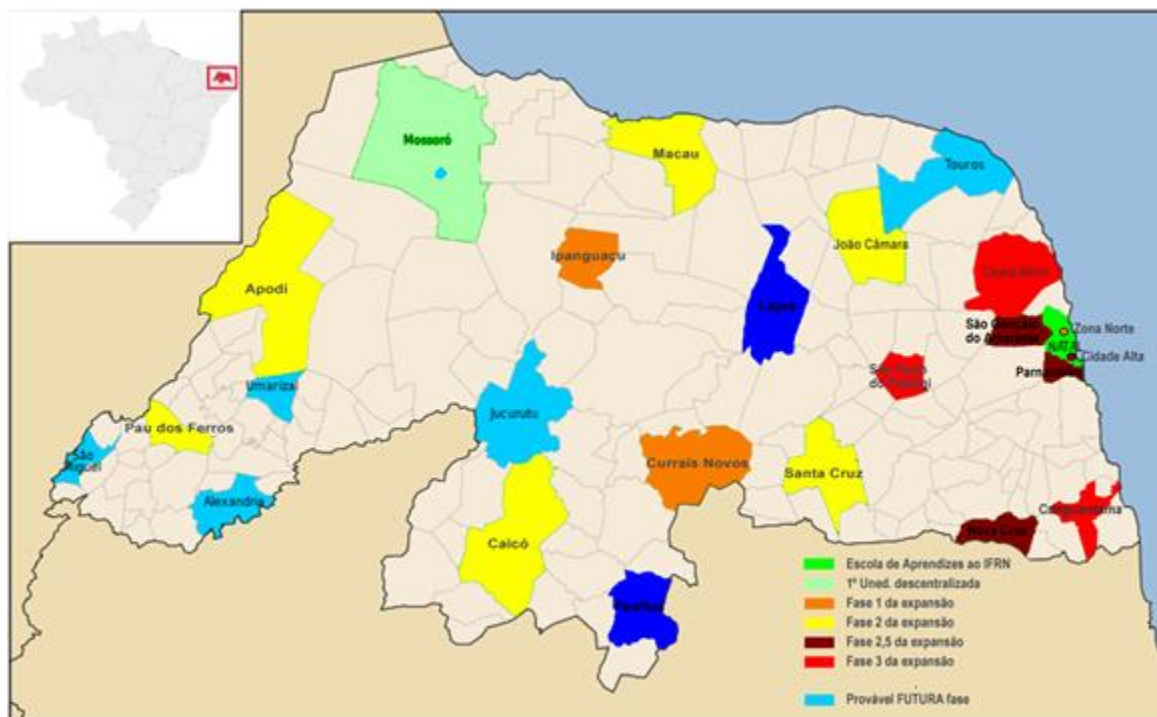 Mossoró
Macau
Touros
João Câmara
Ipanguaçu
Apodi
Lajes
São Gonçalo
do Amarante
Zona Norte
NATAL
Cidade Alta
Parnamirim
Umarizal
Jucurutu
Pau dos Ferros
São
Miguel
Alexandria
Currais Novos
Santa Cruz
Caicó
Nova Cruz
Canguaretama
Parelhas
Escola de Aprendizes ao IFRN
1º Uned. descentralizada
Fase 1 da expansão
Fase 2 da expansão
Fase 2,5 da expansão
Fase 3 da expansão
Provável FUTURA fase